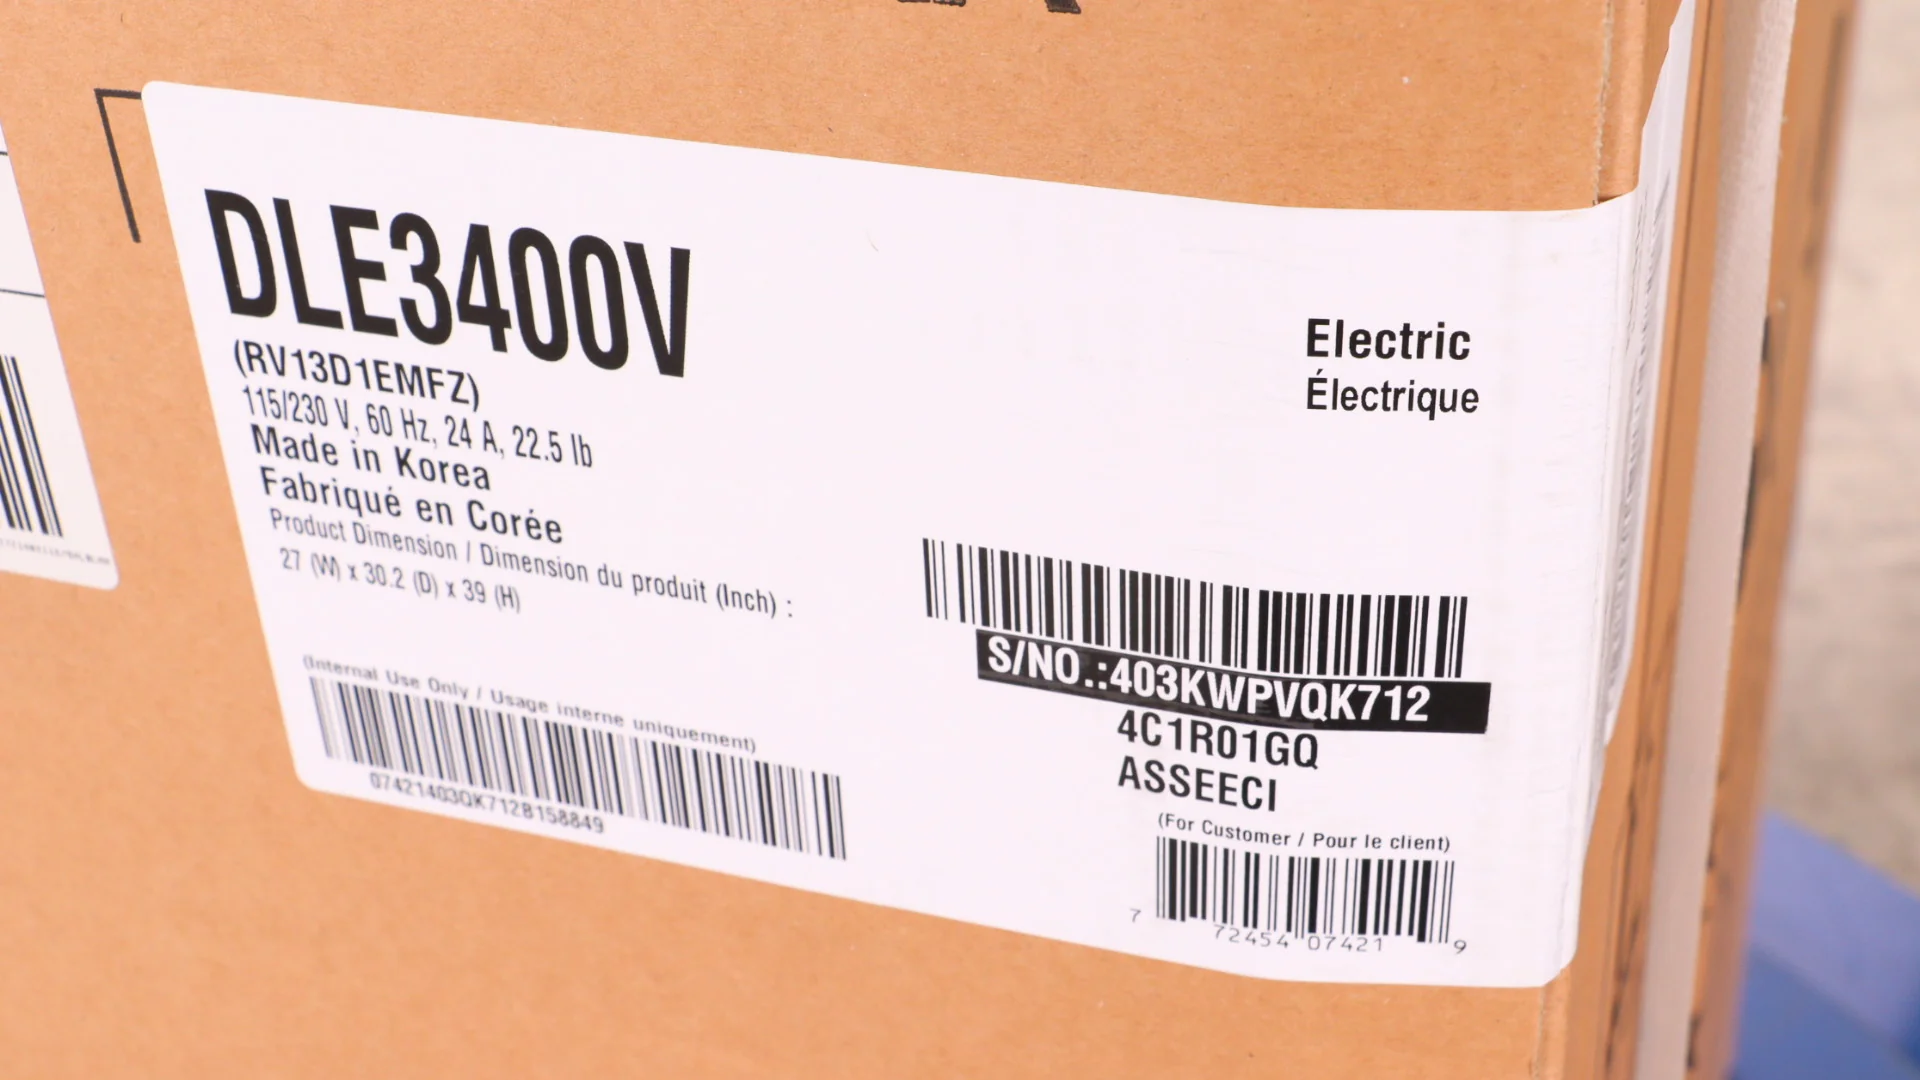 DLE3400V
(RV13D1EMFZ)
115/230 V, 60 Hz, 24 A, 22.5 lb
Made in Korea
Fabriqué en Corée
Product Dimension / Dimension du produit (Inch) :
27 (W) x 30.2 (D) x 39 (H)
(Internal Use Only / Usage interne uniquement)
07421403QK712B158849
Electric
Électrique
S/NO.:403KWPVQK712
4C1R01GQ
ASSEECI
(For Customer / Pour le client)
7 72454 07421 9